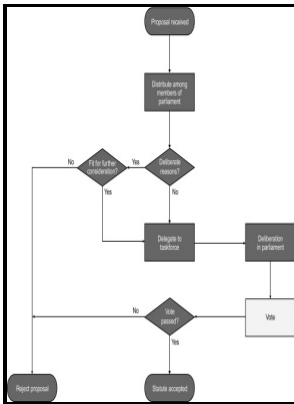 Proposal received
Distribute among
members of
parliament
No
Fit for further
consideration?
Yes
Deliberate
reasons?
Yes
No
Delegate to
taskforce
Deliberation
in parliament
No
Vote
passed?
Vote
Yes
Reject proposal
Statute accepted